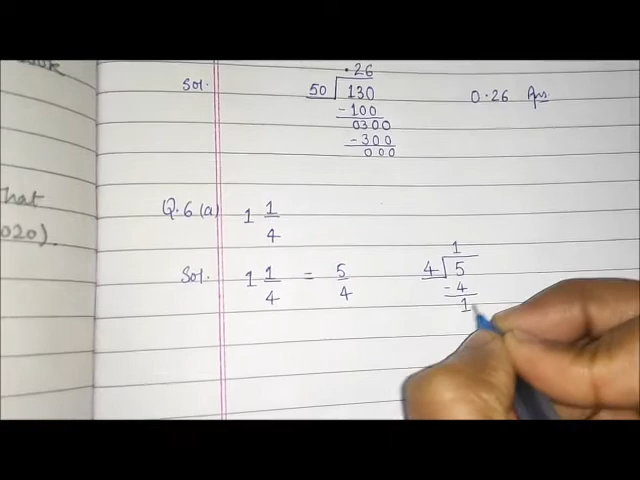 Sol.
.26
50 130
-100
0300
-300
000
0.26 Ans.
hat
2020).
Q.6 (a) 1 1/4
Sol. 1 1/4 = 5/4
1
4 5
-4
1